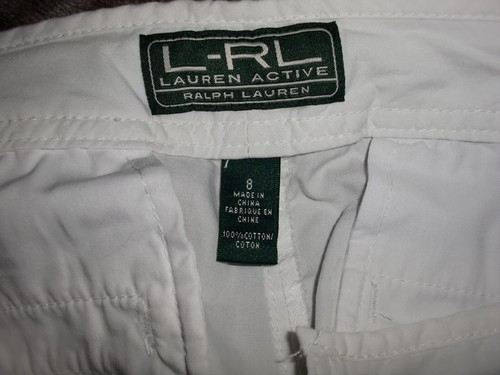 L-RL
LAUREN ACTIVE
RALPH LAUREN
8
MADE IN
CHINA
FABRIQUE EN
CHINE
100% COTTON/
COTON